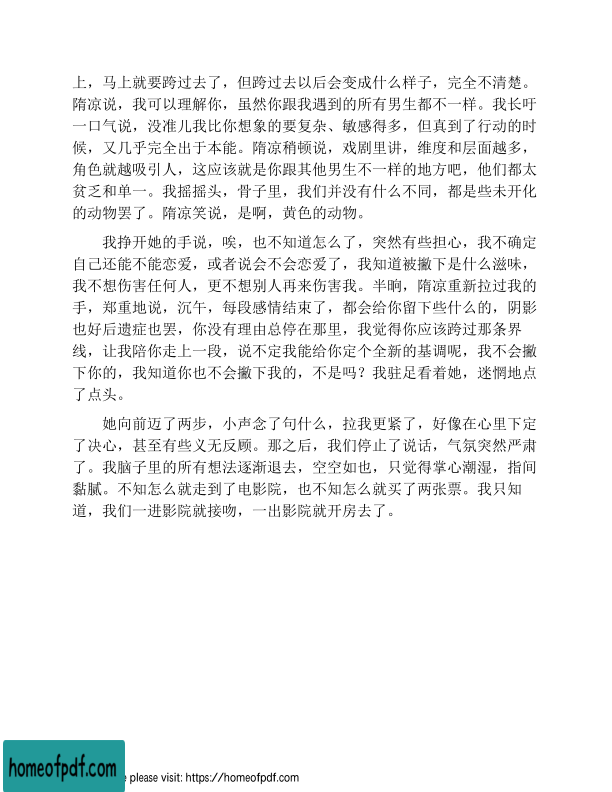 上，马上就要跨过去了，但跨过去以后会变成什么样子，完全不清楚。
隋凉说，我可以理解你，虽然你跟我遇到的所有男生都不一样。我长吁
一口气说，没准儿我比你想象的要复杂、敏感得多，但真到了行动的时
候，又几乎完全出于本能。隋凉稍顿说，戏剧里讲，维度和层面越多，
角色就越吸引人，这应该就是你跟其他男生不一样的地方吧，他们都太
贫乏和单一。我摇摇头，骨子里，我们并没有什么不同，都是些未开化
的动物罢了。隋凉笑说，是啊，黄色的动物。
我挣开她的手说，唉，也不知道怎么了，突然有些担心，我不确定
自己还能不能恋爱，或者说会不会恋爱了，我知道被撇下是什么滋味，
我不想伤害任何人，更不想别人再来伤害我。半晌，隋凉重新拉过我的
手，郑重地说，沉午，每段感情结束了，都会给你留下些什么的，阴影
也好后遗症也罢，你没有理由总停在那里，我觉得你应该跨过那条界
线，让我陪你走上一段，说不定我能给你定个全新的基调呢，我不会撇
下你的，我知道你也不会撇下我的，不是吗？我驻足看着她，迷惘地点
了点头。
她向前迈了两步，小声念了句什么，拉我更紧了，好像在心里下定
了决心，甚至有些义无反顾。那之后，我们停止了说话，气氛突然严肃
了。我脑子里的所有想法逐渐退去，空空如也，只觉得掌心潮湿，指间
黏腻。不知怎么就走到了电影院，也不知怎么就买了两张票。我只知
道，我们一进影院就接吻，一出影院就开房去了。
homeofpdf.com
e please visit: https://homeofpdf.com